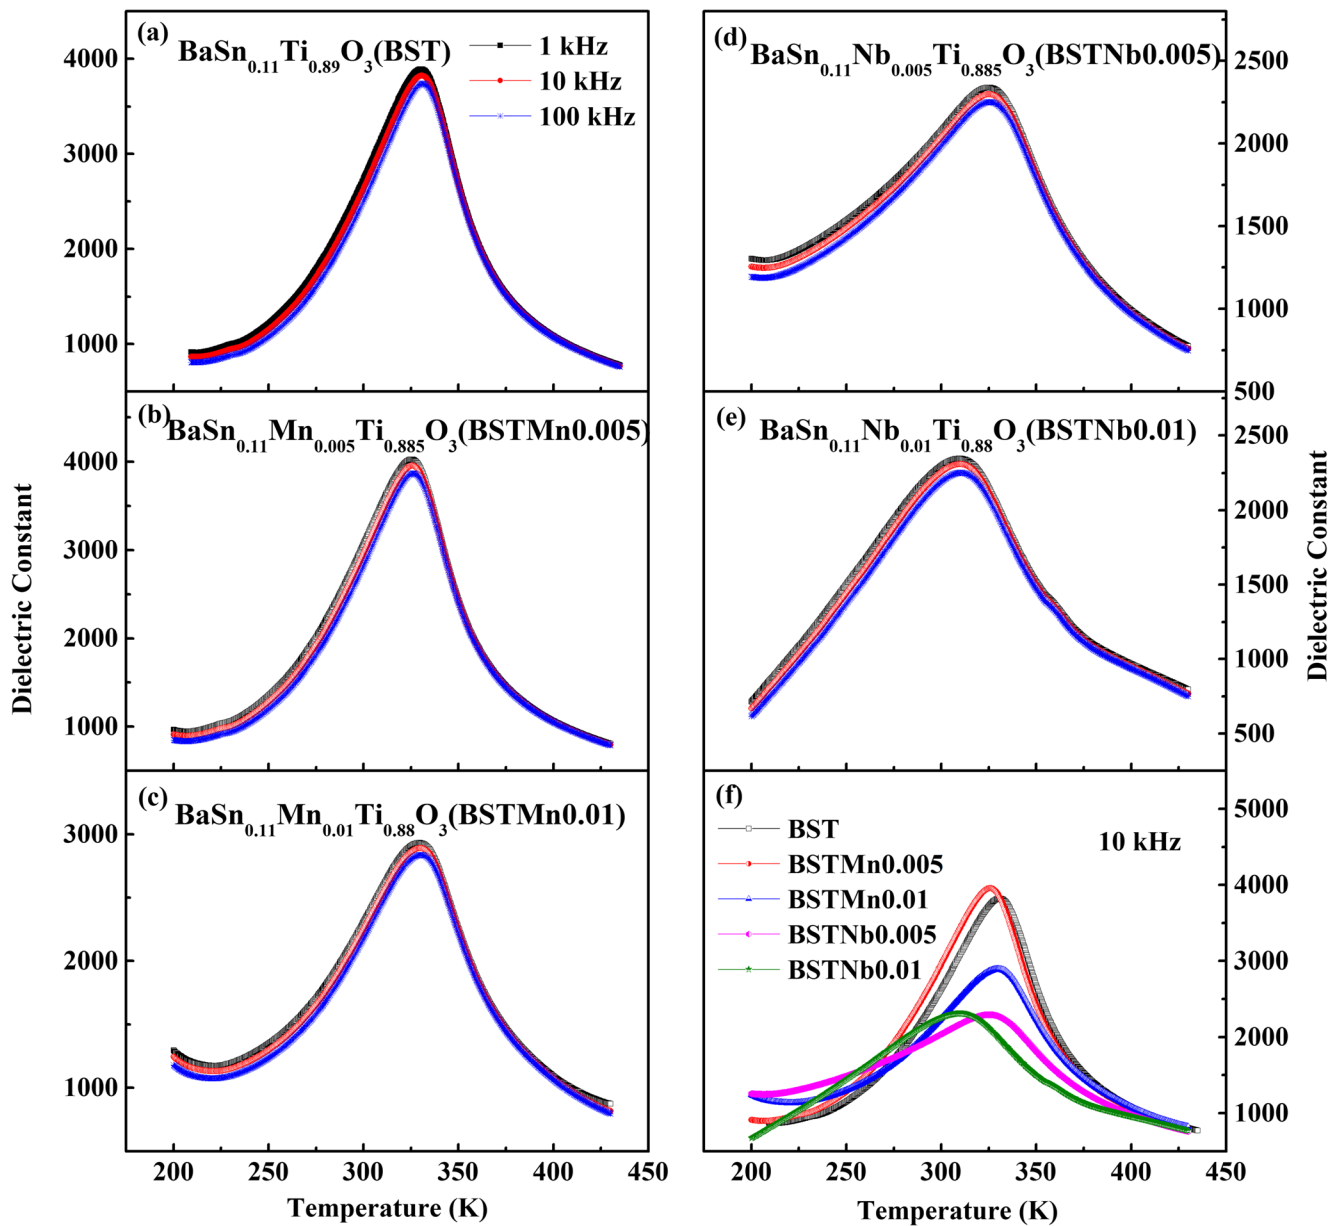 (a)
BaSn0.11Ti0.89O3(BST)
1 kHz
10 kHz
100 kHz
4000
3000
2000
1000
(b)
BaSn0.11Mn0.005Ti0.885O3(BSTMn0.005)
4000
3000
2000
1000
(c)
BaSn0.11Mn0.01Ti0.88O3(BSTMn0.01)
3000
2000
1000
200 250 300 350 400 450
Temperature (K)
Dielectric Constant
(d)
BaSn0.11Nb0.005Ti0.885O3(BSTNb0.005)
2500
2000
1500
1000
500
(e)
BaSn0.11Nb0.01Ti0.88O3(BSTNb0.01)
2500
2000
1500
1000
500
(f)
10 kHz
BST
BSTMn0.005
BSTMn0.01
BSTNb0.005
BSTNb0.01
5000
4000
3000
2000
1000
200 250 300 350 400 450
Temperature (K)
Dielectric Constant